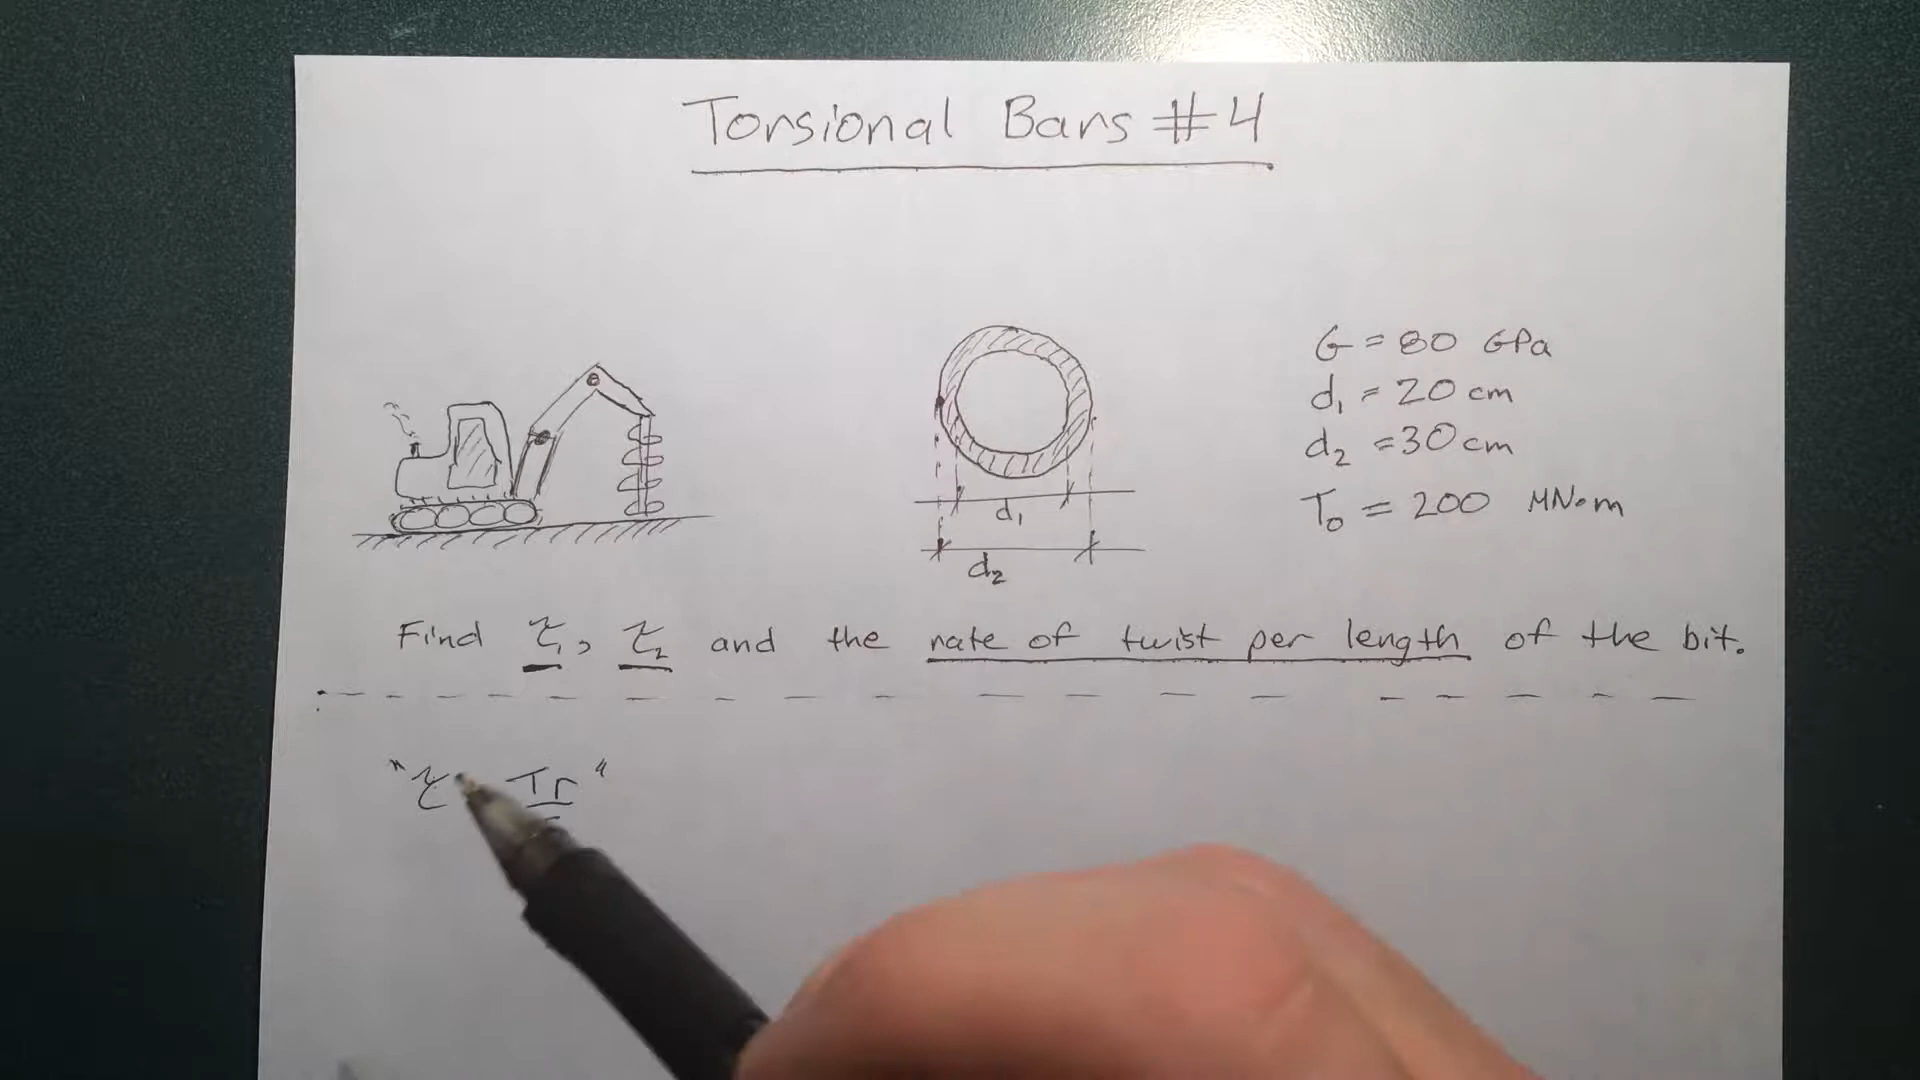 Torsional Bars #4
G = 80 GPa
d₁ = 20 cm
d₂ = 30 cm
T₀ = 200 MN·m
d₁
d₂
Find τ₁, τ₂ and the rate of twist per length of the bit.
"τ Tr"